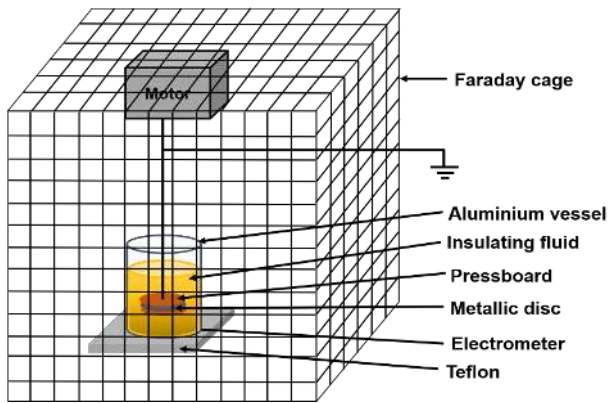 Motor
Faraday cage
Aluminium vessel
Insulating fluid
Pressboard
Metallic disc
Electrometer
Teflon